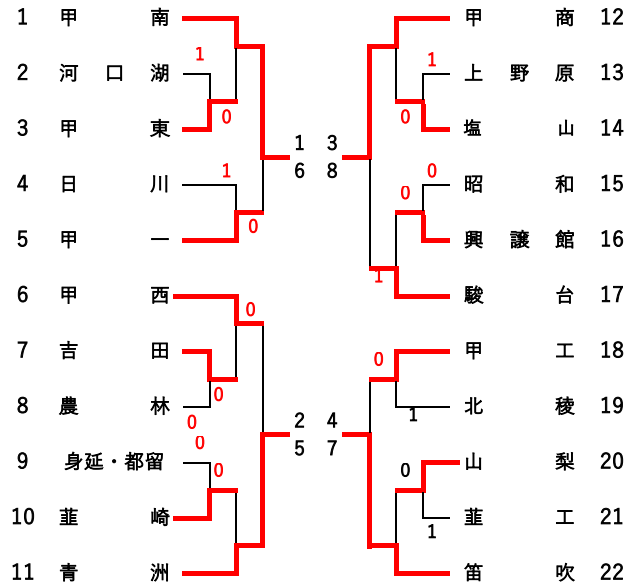 1 甲 南
1
2 河 口 湖
0
3 甲 東
1
4 日 川
0
5 甲 一
1
6
6 甲 西
0
7 吉 田
0
8 農 林
0
0
9 身延・都留
0
10 韮 崎
11 青 洲
2
5
3
8
甲 商 12
1
上 野 原 13
0
塩 山 14
0
昭 和 15
0
興 譲 館 16
1
駿 台 17
4
7
0
甲 工 18
1
北 稜 19
0
山 梨 20
1
韮 工 21
笛 吹 22